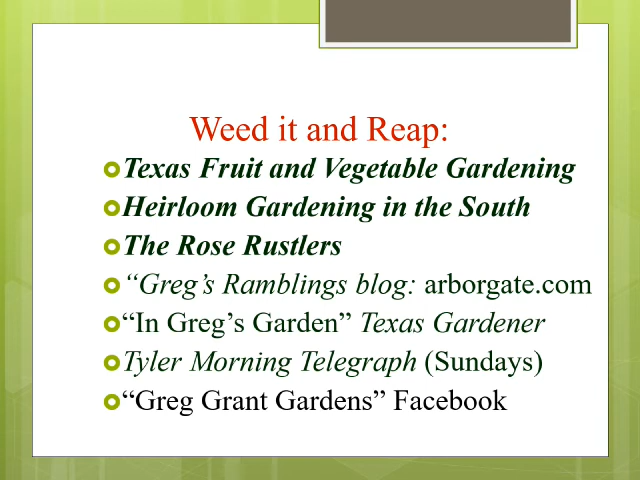 Weed it and Reap:
Texas Fruit and Vegetable Gardening
Heirloom Gardening in the South
The Rose Rustlers
“Greg’s Ramblings blog: arborgate.com
“In Greg’s Garden” Texas Gardener
Tyler Morning Telegraph (Sundays)
“Greg Grant Gardens” Facebook